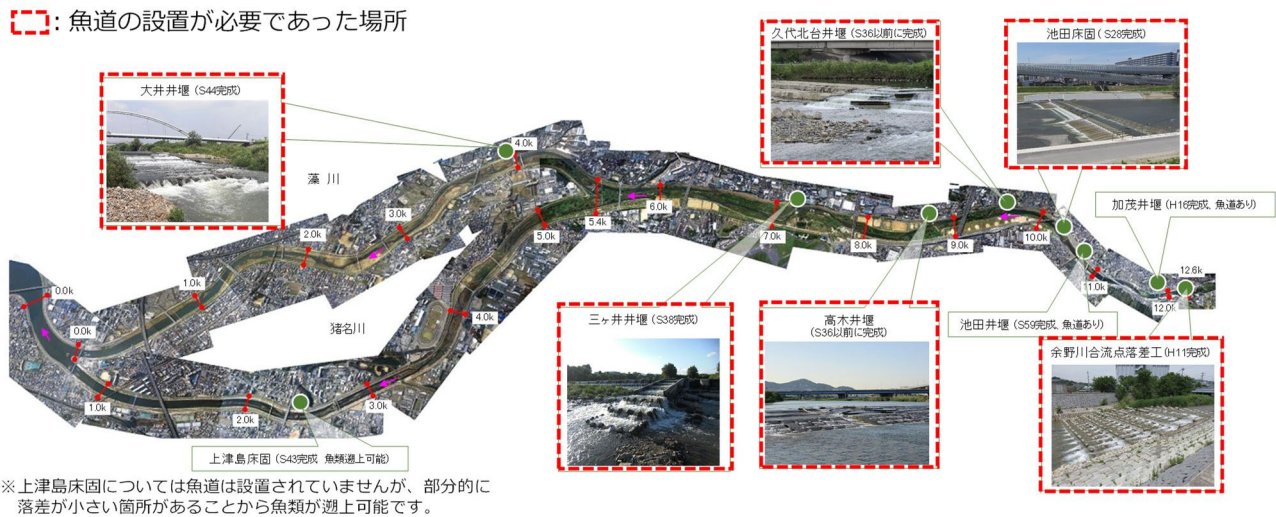 ：魚道の設置が必要であった場所
久代北台井堰（S36以前に完成）
池田床固（S28完成）
大井井堰（S44完成）
藻 川
4.0k
3.0k
2.0k
1.0k
0.0k
5.4k
6.0k
5.0k
7.0k
8.0k
9.0k
10.0k
加茂井堰（H16完成、魚道あり）
12.6k
11.0k
12.0k
猪名川
4.0k
0.0k
1.0k
2.0k
3.0k
三ヶ井井堰（S38完成）
高木井堰
（S36以前に完成）
池田井堰（S59完成、魚道あり）
余野川合流点落差工（H11完成）
上津島床固（S43完成 魚類遡上可能）
※上津島床固については魚道は設置されていませんが、部分的に
落差が小さい箇所があることから魚類が遡上可能です。